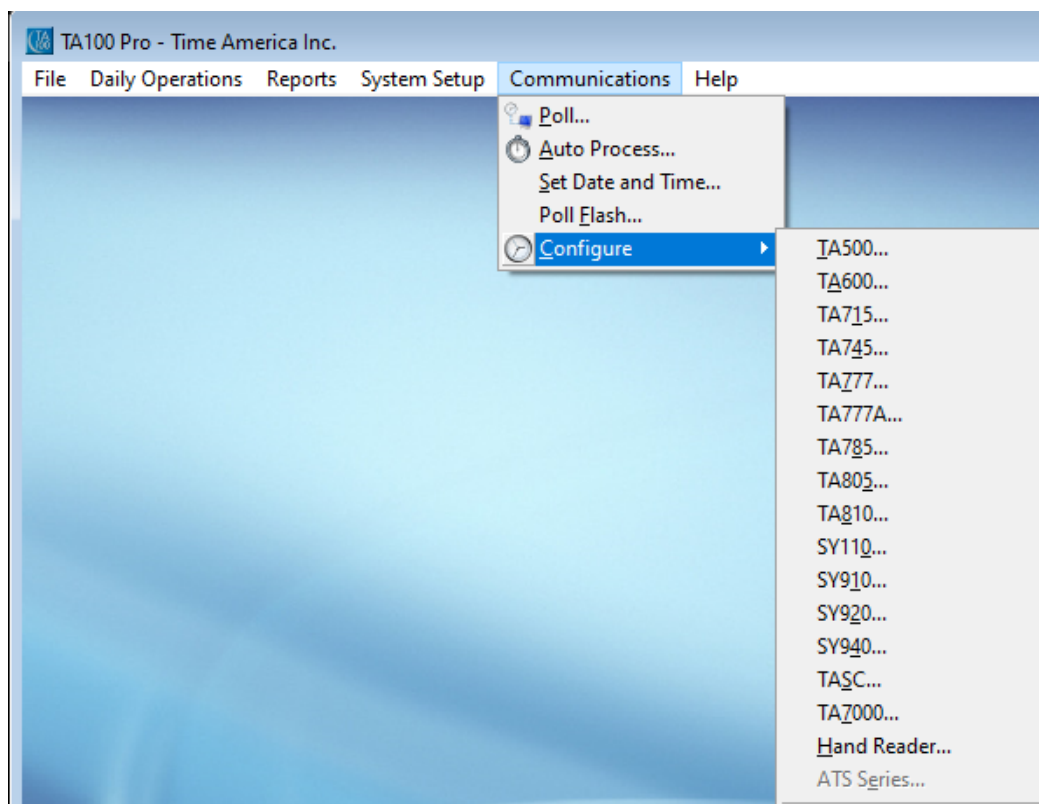 TA100 Pro - Time America Inc.
File Daily Operations Reports System Setup Communications Help
Poll...
Auto Process...
Set Date and Time...
Poll Flash...
Configure
TA500...
TA600...
TA715...
TA745...
TA777...
TA777A...
TA785...
TA805...
TA810...
SY110...
SY910...
SY920...
SY940...
TASC...
TA7000...
Hand Reader...
ATS Series...